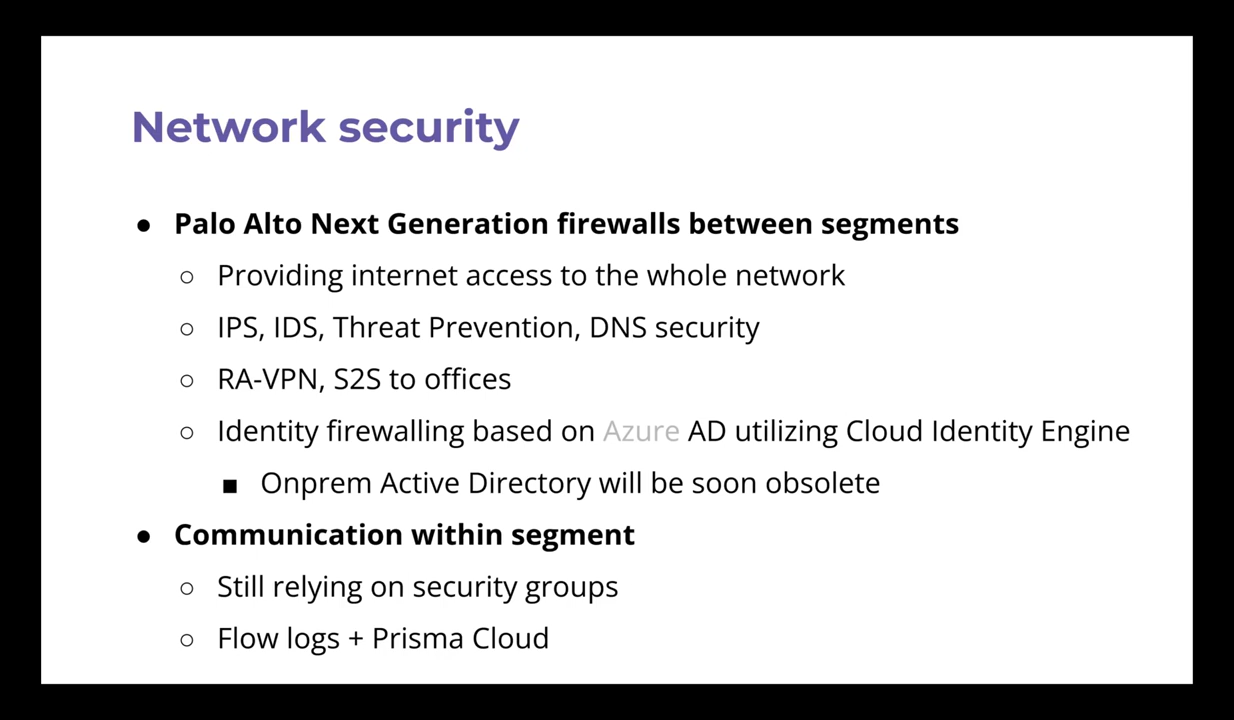 Network security
● Palo Alto Next Generation firewalls between segments
○ Providing internet access to the whole network
○ IPS, IDS, Threat Prevention, DNS security
○ RA-VPN, S2S to offices
○ Identity firewalling based on Azure AD utilizing Cloud Identity Engine
■ Onprem Active Directory will be soon obsolete
● Communication within segment
○ Still relying on security groups
○ Flow logs + Prisma Cloud